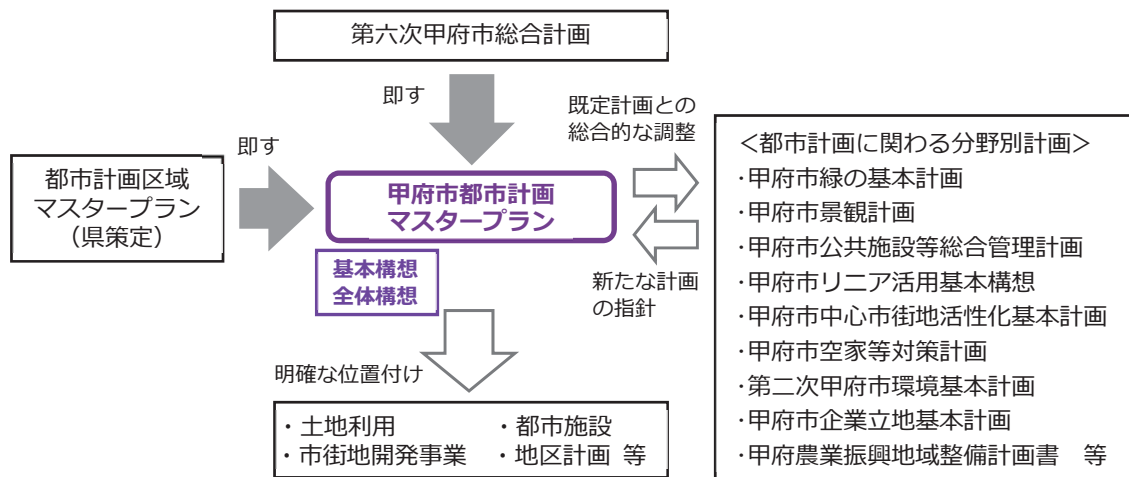 第六次甲府市総合計画
即す
既定計画との
総合的な調整
即す
都市計画区域
マスタープラン
（県策定）
甲府市都市計画
マスタープラン
基本構想
全体構想
新たな計画
の指針
明確な位置付け
・土地利用　・都市施設
・市街地開発事業　・地区計画 等
＜都市計画に関わる分野別計画＞
・甲府市緑の基本計画
・甲府市景観計画
・甲府市公共施設等総合管理計画
・甲府市リニア活用基本構想
・甲府市中心市街地活性化基本計画
・甲府市空家等対策計画
・第二次甲府市環境基本計画
・甲府市企業立地基本計画
・甲府農業振興地域整備計画書　等